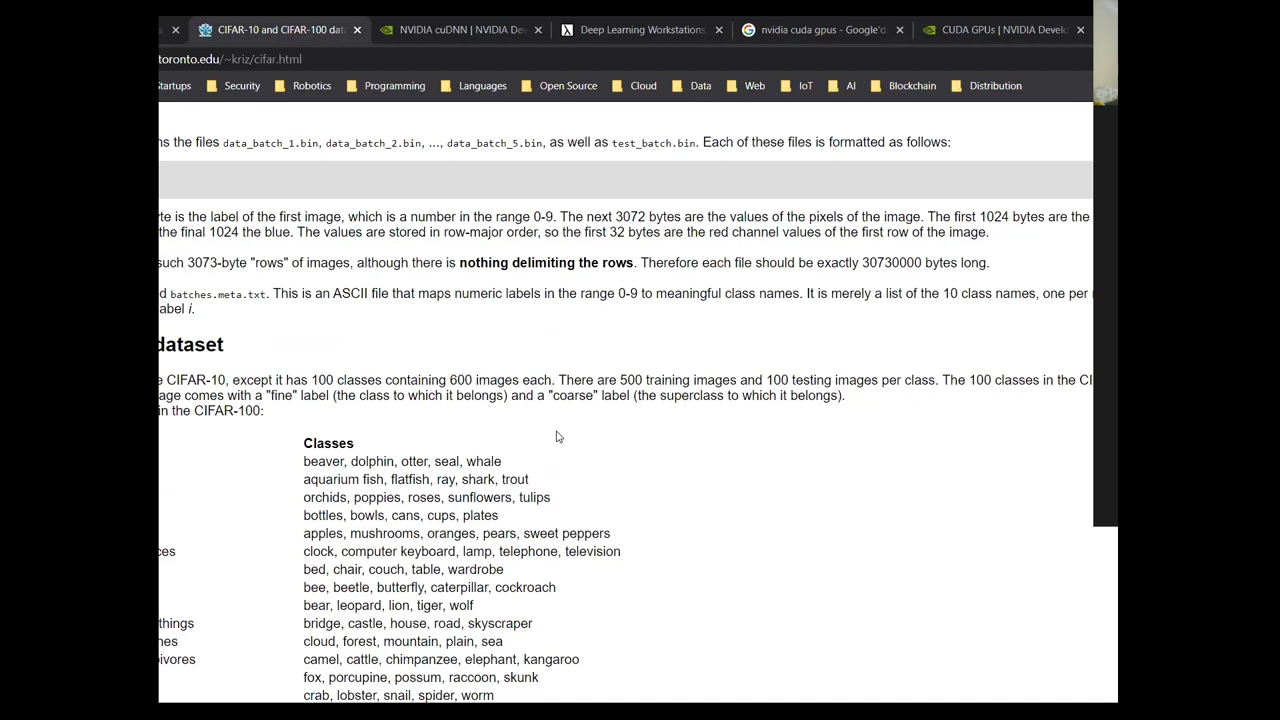 CIFAR-10 and CIFAR-100 dat
NVIDIA cuDNN | NVIDIA De
Deep Learning Workstations,
nvidia cuda gpus - Google'd
CUDA GPUs | NVIDIA Develo
toronto.edu/~kriz/cifar.html
Startups Security Robotics Programming Languages Open Source Cloud Data Web IoT AI Blockchain Distribution
ns the files data_batch_1.bin, data_batch_2.bin, ..., data_batch_5.bin, as well as test_batch.bin. Each of these files is formatted as follows:
te is the label of the first image, which is a number in the range 0-9. The next 3072 bytes are the values of the pixels of the image. The first 1024 bytes are the
the final 1024 the blue. The values are stored in row-major order, so the first 32 bytes are the red channel values of the first row of the image.
such 3073-byte "rows" of images, although there is nothing delimiting the rows. Therefore each file should be exactly 30730000 bytes long.
d batches.meta.txt. This is an ASCII file that maps numeric labels in the range 0-9 to meaningful class names. It is merely a list of the 10 class names, one per
abel i.
dataset
e CIFAR-10, except it has 100 classes containing 600 images each. There are 500 training images and 100 testing images per class. The 100 classes in the CI
age comes with a "fine" label (the class to which it belongs) and a "coarse" label (the superclass to which it belongs).
in the CIFAR-100:
Classes
beaver, dolphin, otter, seal, whale
aquarium fish, flatfish, ray, shark, trout
orchids, poppies, roses, sunflowers, tulips
bottles, bowls, cans, cups, plates
apples, mushrooms, oranges, pears, sweet peppers
ces clock, computer keyboard, lamp, telephone, television
bed, chair, couch, table, wardrobe
bee, beetle, butterfly, caterpillar, cockroach
bear, leopard, lion, tiger, wolf
things bridge, castle, house, road, skyscraper
nes cloud, forest, mountain, plain, sea
ivores camel, cattle, chimpanzee, elephant, kangaroo
fox, porcupine, possum, raccoon, skunk
crab, lobster, snail, spider, worm